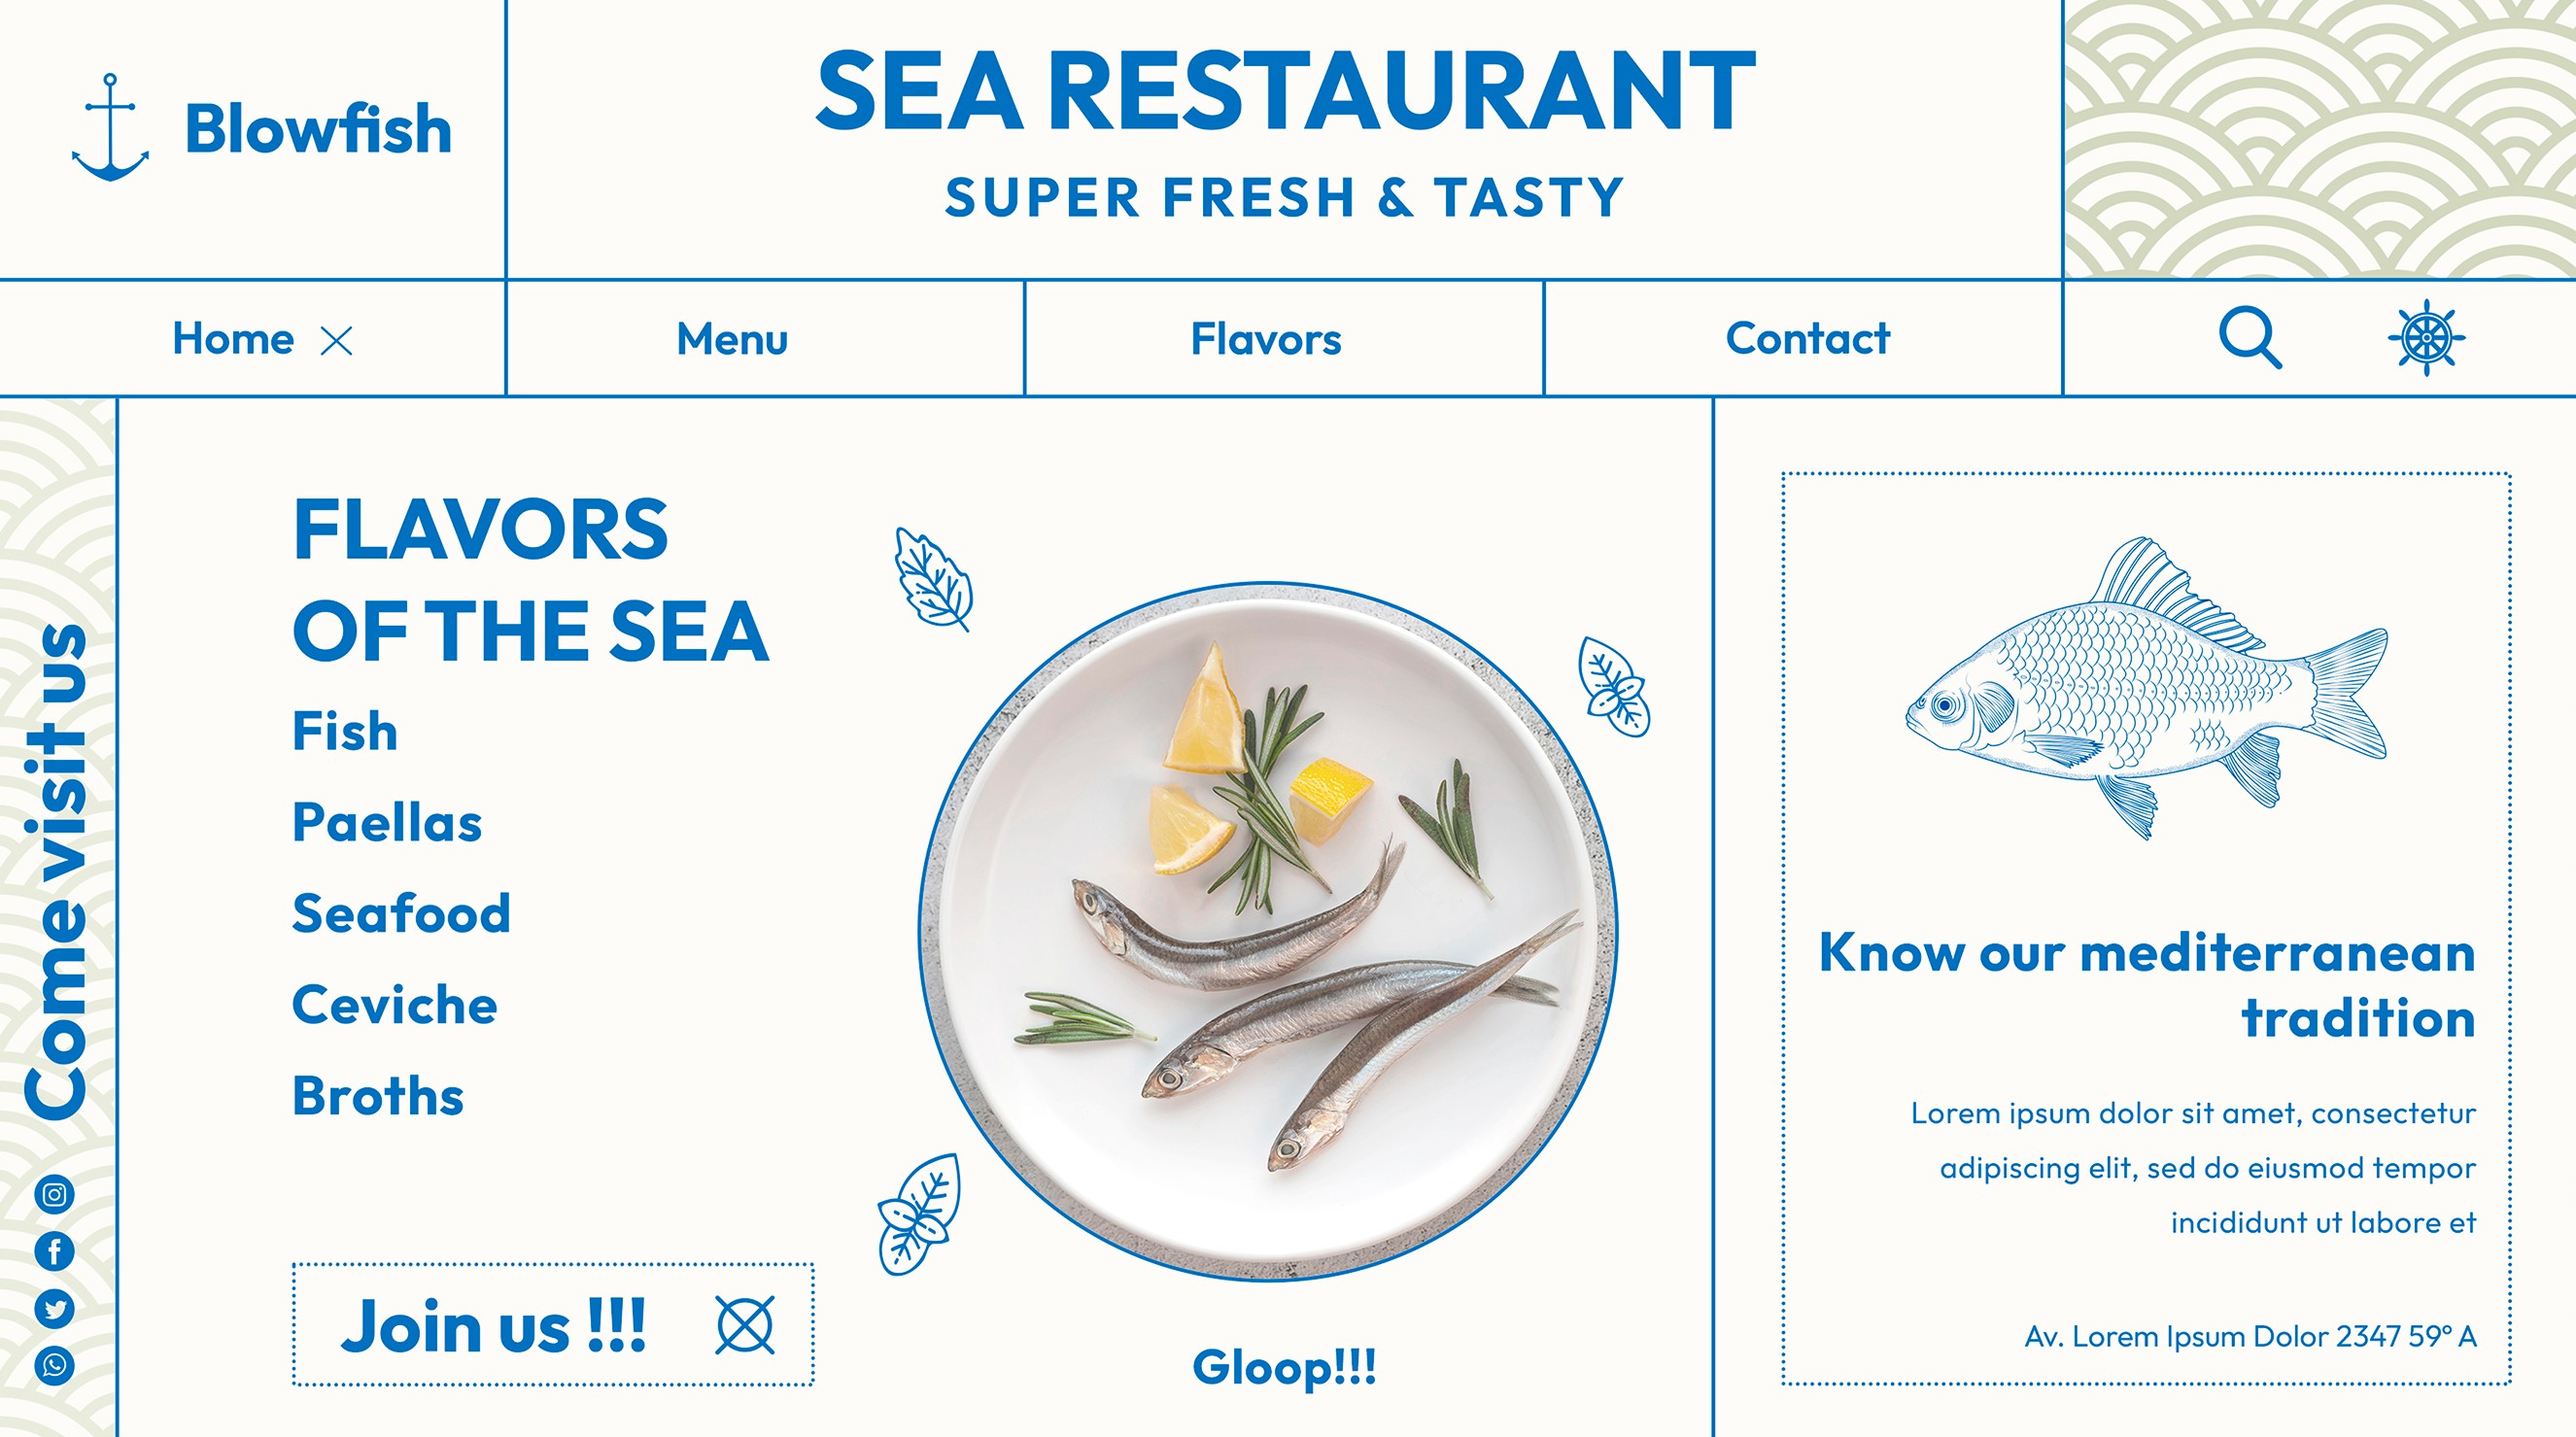 Blowfish
SEA RESTAURANT
SUPER FRESH & TASTY
Home
Menu
Flavors
Contact
Come visit us
FLAVORS
OF THE SEA
Fish
Paellas
Seafood
Ceviche
Broths
Join us !!!
Gloop!!!
Know our mediterranean
tradition
Lorem ipsum dolor sit amet, consectetur
adipiscing elit, sed do eiusmod tempor
incididunt ut labore et
Av. Lorem Ipsum Dolor 2347 59° A